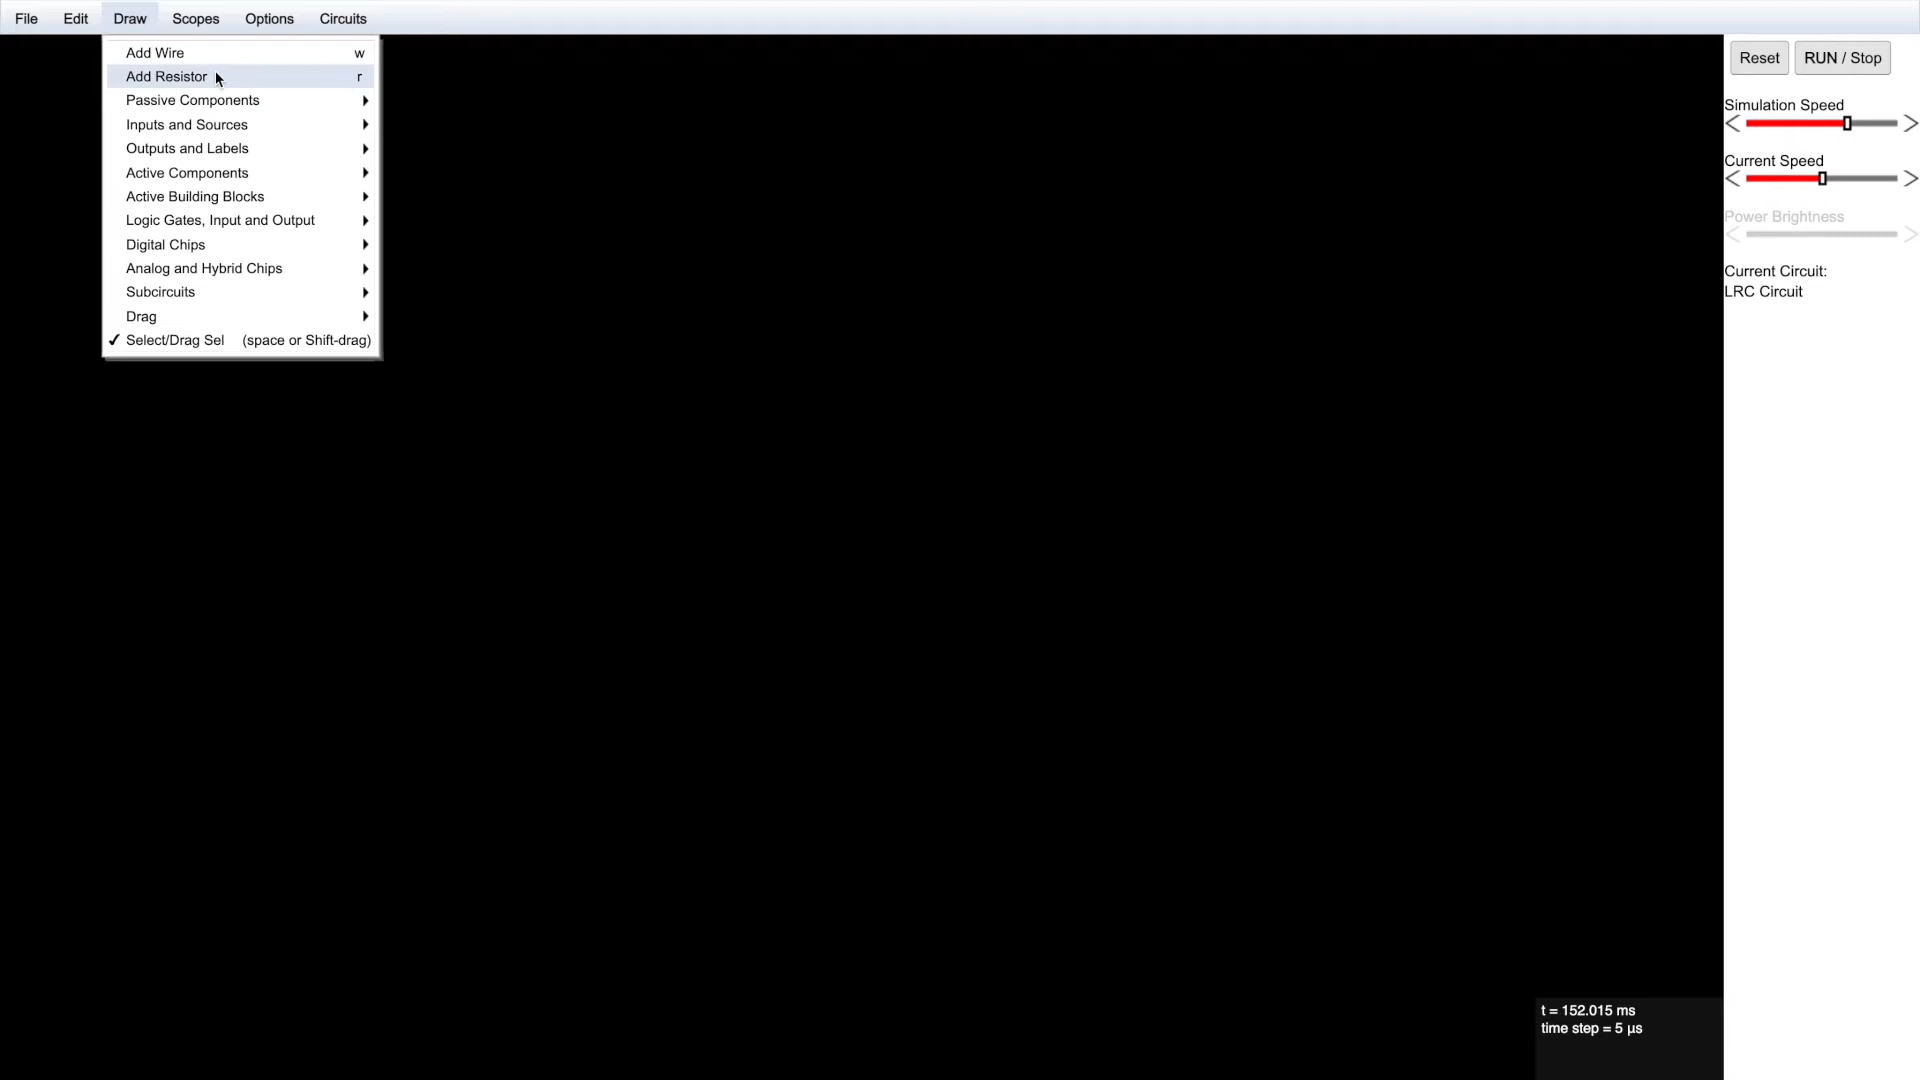 File Edit Draw Scopes Options Circuits
Add Wire w
Add Resistor r
Passive Components
Inputs and Sources
Outputs and Labels
Active Components
Active Building Blocks
Logic Gates, Input and Output
Digital Chips
Analog and Hybrid Chips
Subcircuits
Drag
✓ Select/Drag Sel (space or Shift-drag)
Reset RUN / Stop
Simulation Speed
Current Speed
Power Brightness
Current Circuit:
LRC Circuit
t = 152.015 ms
time step = 5 μs